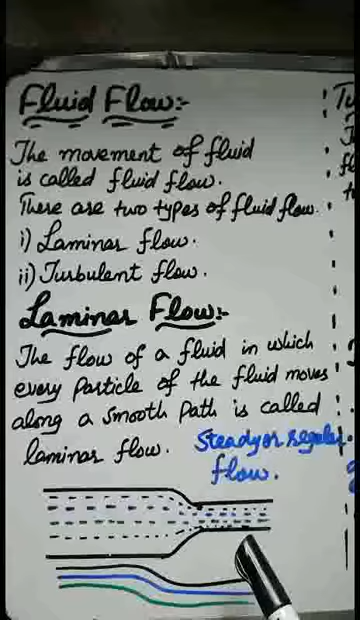 Fluid Flow:-
The movement of fluid
is called fluid flow.
There are two types of fluid flow.
i) Laminar flow.
ii) Turbulent flow.
Laminar Flow:-
The flow of a fluid in which
every Particle of the fluid moves
along a smooth Path is called
laminar flow. Steady or regular
flow.